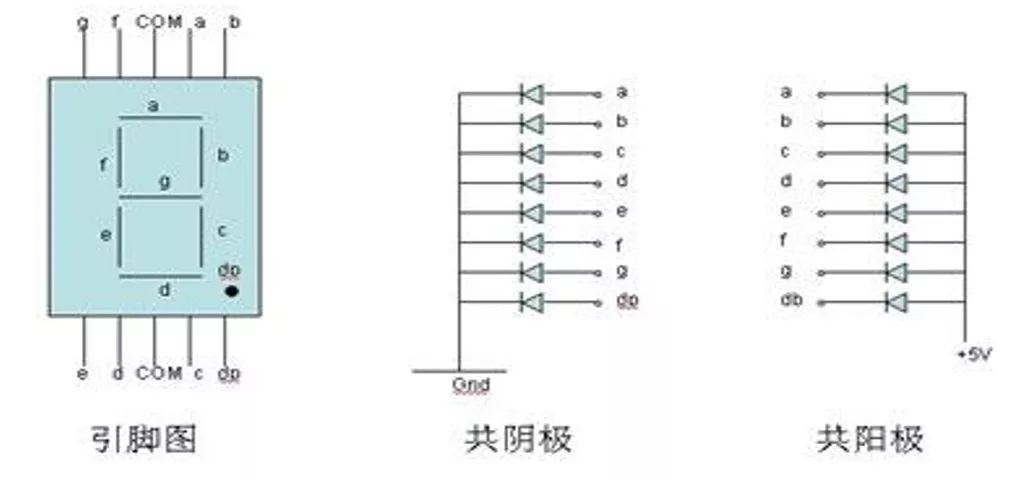 g f COM a b
a
f b
g
e c
dp
d
e d COM c dp
引脚图
a
b
c
d
e
f
g
dp
Gnd
共阴极
a
b
c
d
e
f
g
db
+5V
共阳极